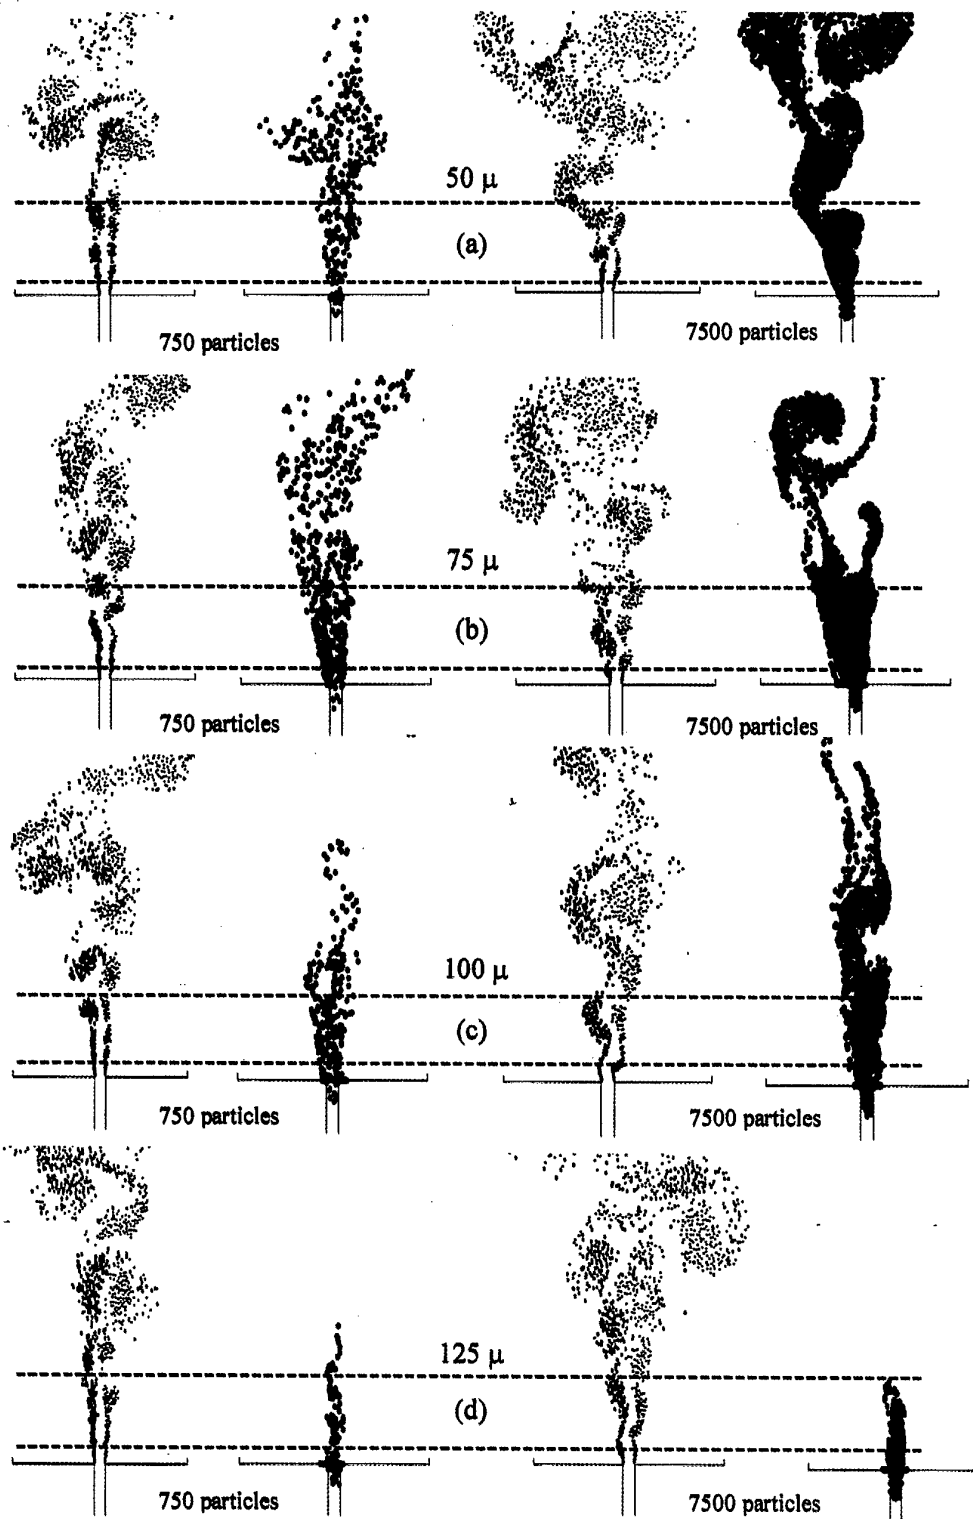 50 μ
(a)
750 particles
7500 particles
75 μ
(b)
750 particles
7500 particles
100 μ
(c)
750 particles
7500 particles
125 μ
(d)
750 particles
7500 particles